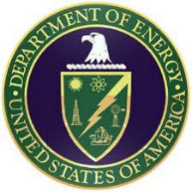 DEPARTMENT OF ENERGY
UNITED STATES OF AMERICA